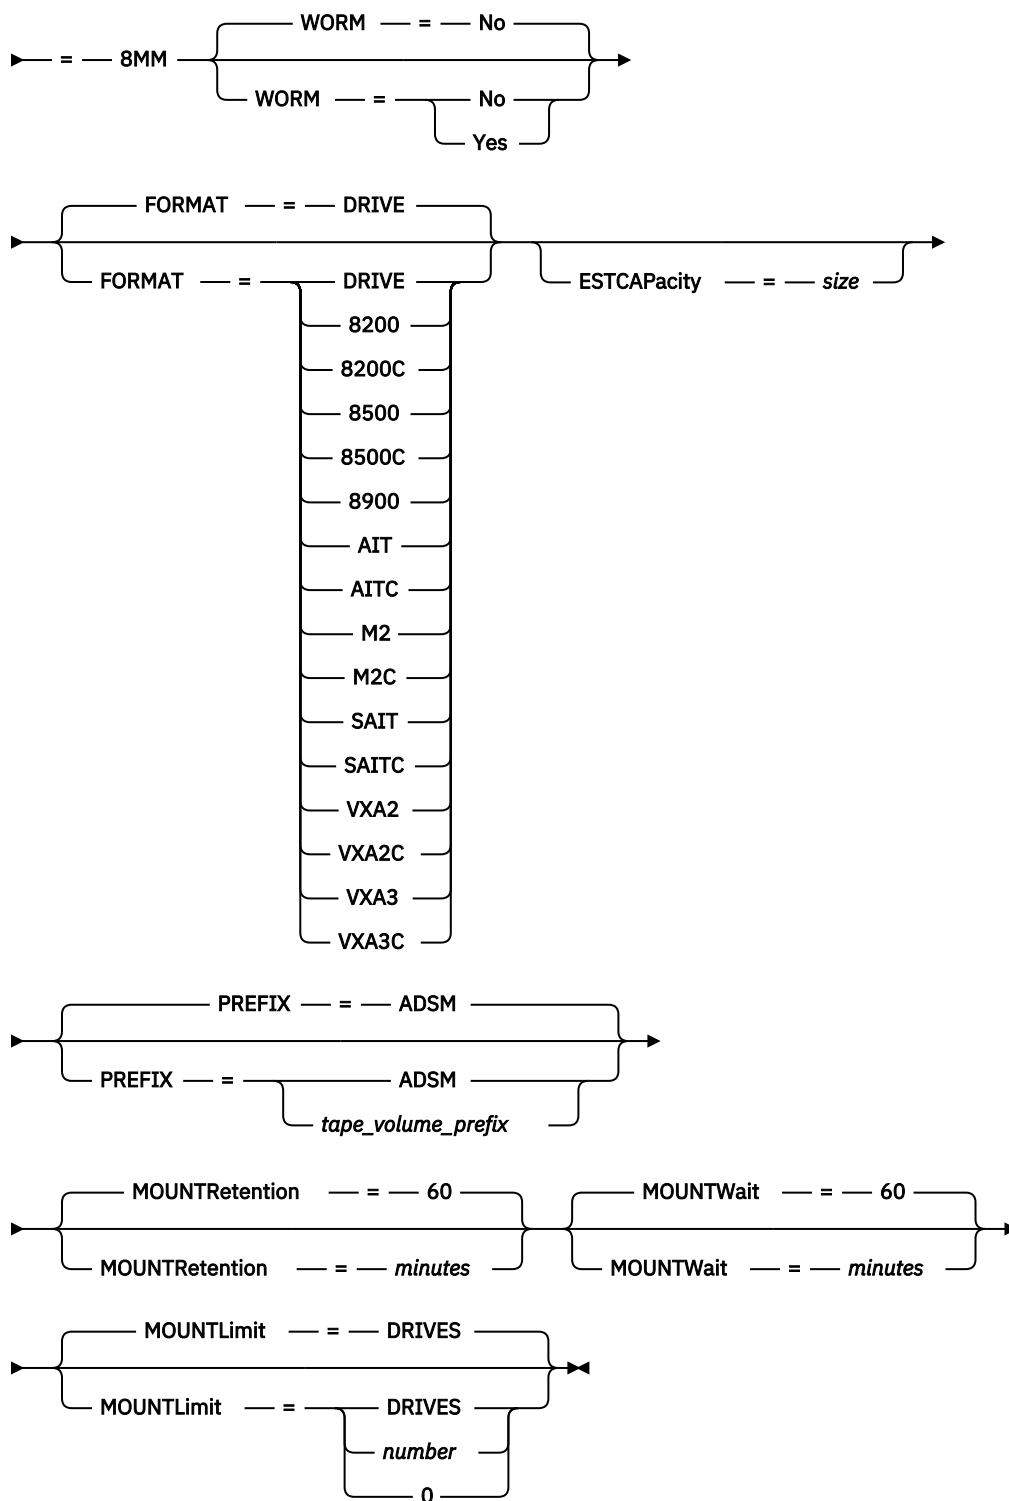 WORM = No
= 8MM
WORM = No
Yes
FORMAT = DRIVE
FORMAT = DRIVE ESTCAPacity = size
8200
8200C
8500
8500C
8900
AIT
AITC
M2
M2C
SAIT
SAITC
VXA2
VXA2C
VXA3
VXA3C
PREFIX = ADSM
PREFIX = ADSM
tape_volume_prefix
MOUNTRetention = 60 MOUNTWait = 60
MOUNTRetention = minutes MOUNTWait = minutes
MOUNTLimit = DRIVES
MOUNTLimit = DRIVES
number
0